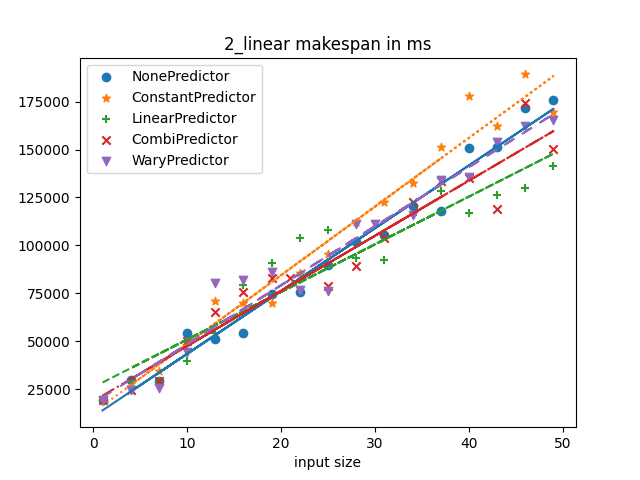 2_linear makespan in ms
NonePredictor
ConstantPredictor
LinearPredictor
CombiPredictor
WaryPredictor
175000
150000
125000
100000
75000
50000
25000
0 10 20 30 40 50
input size